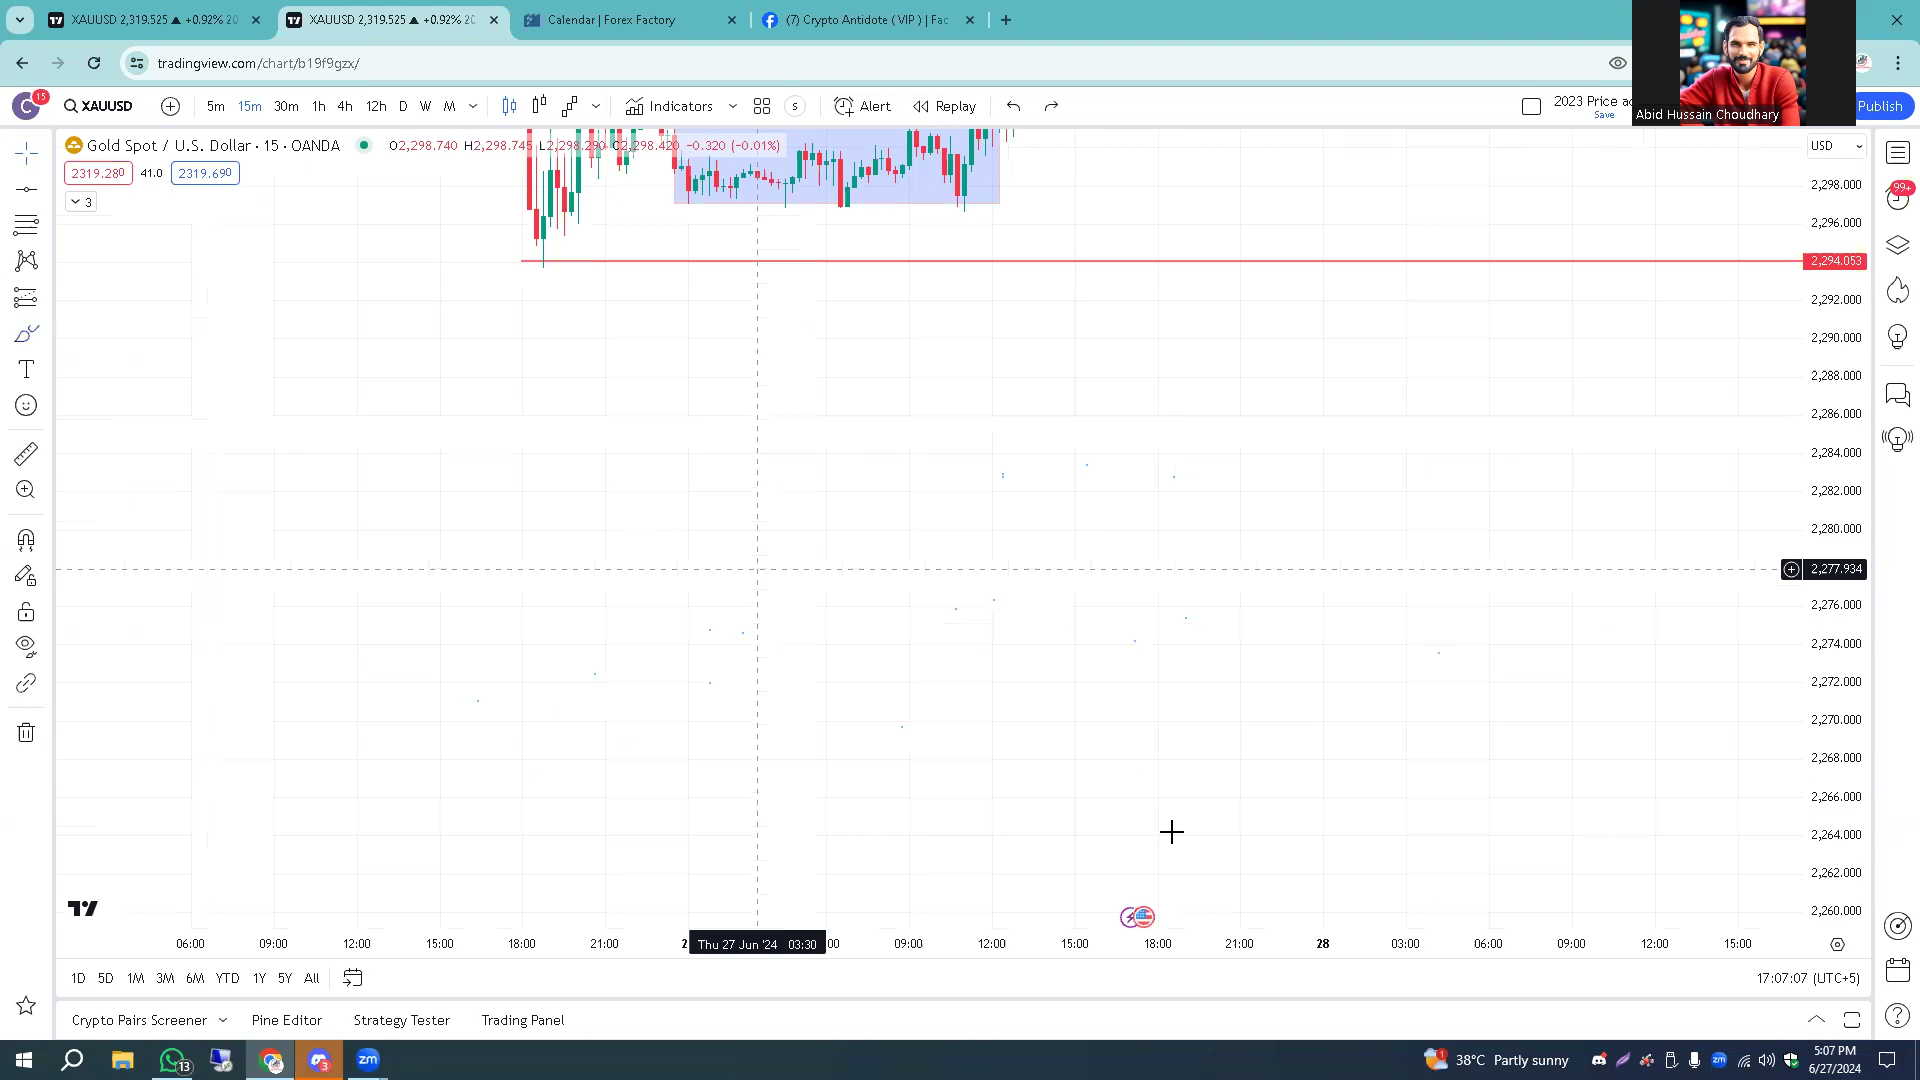 XAUUSD 2,319.525 ▲ +0.92% 20
XAUUSD 2,319.525 ▲ +0.92% 20
Calendar | Forex Factory
(7) Crypto Antidote ( VIP ) | Fac
tradingview.com/chart/b19f9gzx/
C 15
XAUUSD
5m 15m 30m 1h 4h 12h D W M
Indicators
S
Alert
Replay
2023 Price ac
Save
Publish
Abid Hussain Choudhary
Gold Spot / U.S. Dollar · 15 · OANDA
O2,298.740 H2,298.745 L2,298.290 C2,298.420 −0.320 (−0.01%)
USD
2319.280 41.0 2319.690
3
99+
2,298.000
2,296.000
2,294.053
2,292.000
2,290.000
2,288.000
2,286.000
2,284.000
2,282.000
2,280.000
2,277.934
2,276.000
2,274.000
2,272.000
2,270.000
2,268.000
2,266.000
2,264.000
2,262.000
2,260.000
06:00 09:00 12:00 15:00 18:00 21:00 2 Thu 27 Jun '24 03:30 00 09:00 12:00 15:00 18:00 21:00 28 03:00 06:00 09:00 12:00 15:00
1D 5D 1M 3M 6M YTD 1Y 5Y All
17:07:07 (UTC+5)
Crypto Pairs Screener Pine Editor Strategy Tester Trading Panel
13
3
zm
1
38°C Partly sunny
zm
5:07 PM
6/27/2024